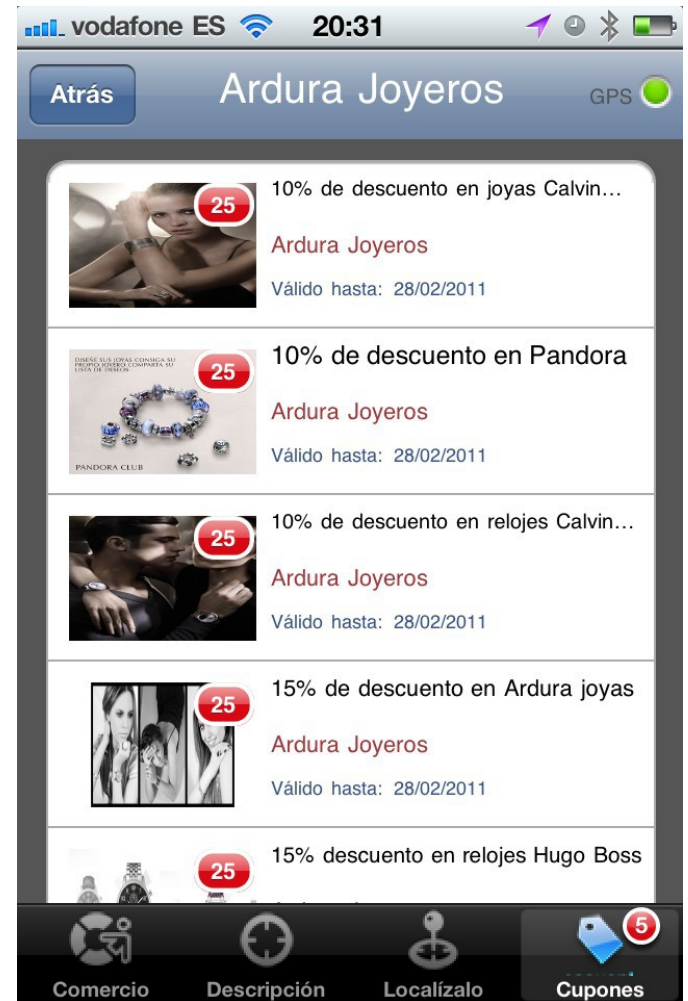 vodafone ES 20:31
Atrás
Ardura Joyeros
GPS
25
10% de descuento en joyas Calvin...
Ardura Joyeros
Válido hasta: 28/02/2011
DISEÑE SUS JOYAS CONSIGA SU
PROPIO JOYERO COMPARTA SU
LISTA DE DESEOS
PANDORA CLUB
25
10% de descuento en Pandora
Ardura Joyeros
Válido hasta: 28/02/2011
25
10% de descuento en relojes Calvin...
Ardura Joyeros
Válido hasta: 28/02/2011
25
15% de descuento en Ardura joyas
Ardura Joyeros
Válido hasta: 28/02/2011
25
15% descuento en relojes Hugo Boss
5
Comercio Descripción Localízalo Cupones